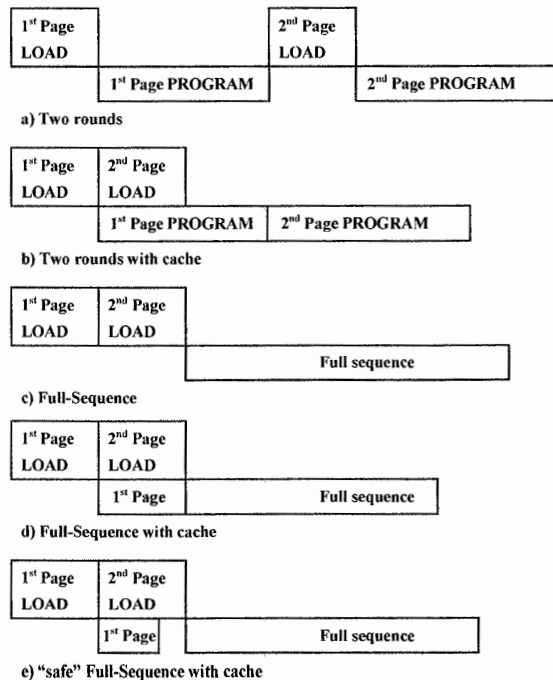 1st Page 2nd Page
LOAD LOAD
1st Page PROGRAM 2nd Page PROGRAM
a) Two rounds
1st Page 2nd Page
LOAD LOAD
1st Page PROGRAM 2nd Page PROGRAM
b) Two rounds with cache
1st Page 2nd Page
LOAD LOAD
Full sequence
c) Full-Sequence
1st Page 2nd Page
LOAD LOAD
1st Page Full sequence
d) Full-Sequence with cache
1st Page 2nd Page
LOAD LOAD
1st Page Full sequence
e) “safe” Full-Sequence with cache